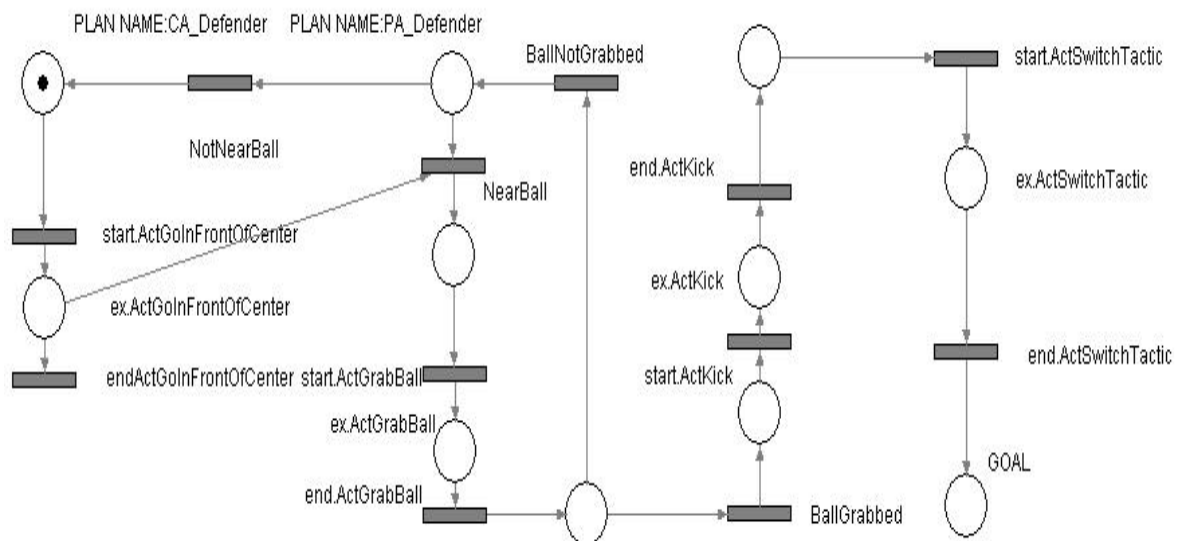 PLAN NAME:CA_Defender
PLAN NAME:PA_Defender
BallNotGrabbed
start.ActSwitchTactic
NotNearBall
NearBall
end.ActKick
ex.ActSwitchTactic
start.ActGoInFrontOfCenter
ex.ActGoInFrontOfCenter
ex.ActKick
endActGoInFrontOfCenter
start.ActGrabBall
start.ActKick
end.ActSwitchTactic
ex.ActGrabBall
end.ActGrabBall
BallGrabbed
GOAL